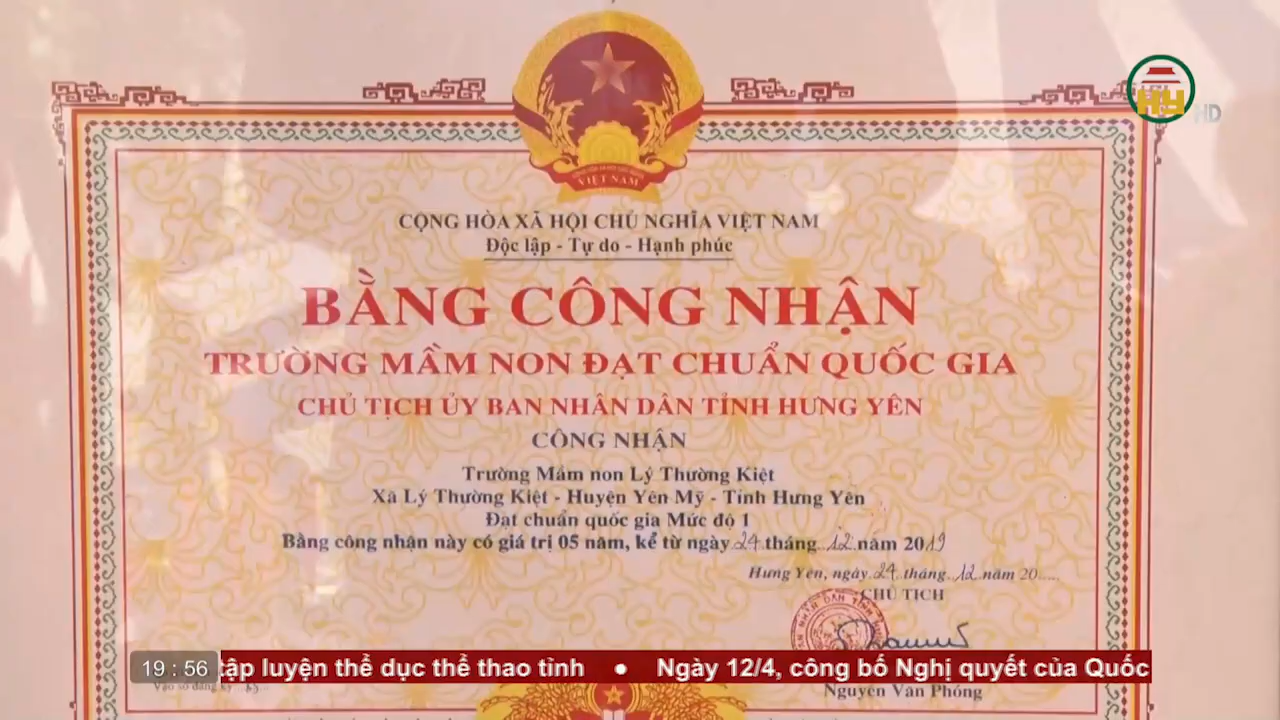 HY HD
VIỆT NAM
CỘNG HÒA XÃ HỘI CHỦ NGHĨA VIỆT NAM
Độc lập - Tự do - Hạnh phúc
BẰNG CÔNG NHẬN
TRƯỜNG MẦM NON ĐẠT CHUẨN QUỐC GIA
CHỦ TỊCH ỦY BAN NHÂN DÂN TỈNH HƯNG YÊN
CÔNG NHẬN
Trường Mầm non Lý Thường Kiệt
Xã Lý Thường Kiệt - Huyện Yên Mỹ - Tỉnh Hưng Yên
Đạt chuẩn quốc gia Mức độ 1
Bằng công nhận này có giá trị 05 năm, kể từ ngày 24 tháng 12 năm 2019
Hưng Yên, ngày 24 tháng 12 năm 20.....
CHỦ TỊCH
19 : 56 tập luyện thể dục thể thao tỉnh • Ngày 12/4, công bố Nghị quyết của Quốc
Nguyễn Văn Phóng